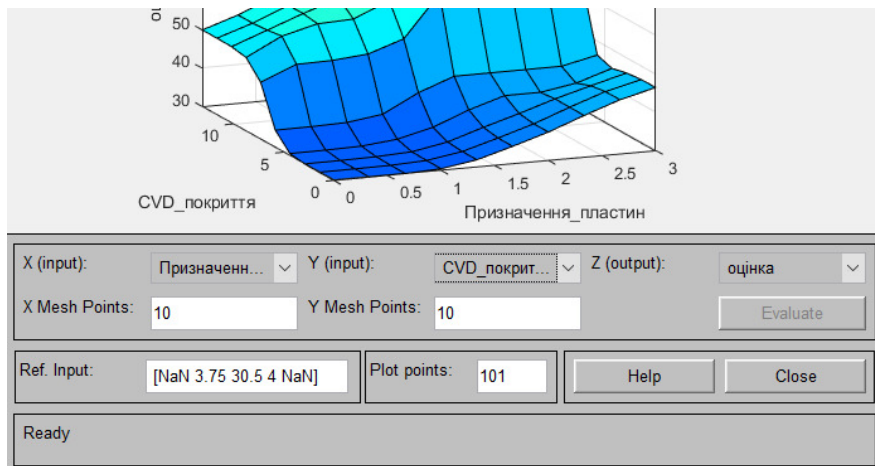 50
40
30
10
5
0
0
0.5
1
1.5
2
2.5
3
CVD_покриття
Призначення_пластин
X (input): Призначенн... Y (input): CVD_покрит... Z (output): оцінка
X Mesh Points: 10 Y Mesh Points: 10 Evaluate
Ref. Input: [NaN 3.75 30.5 4 NaN] Plot points: 101 Help Close
Ready